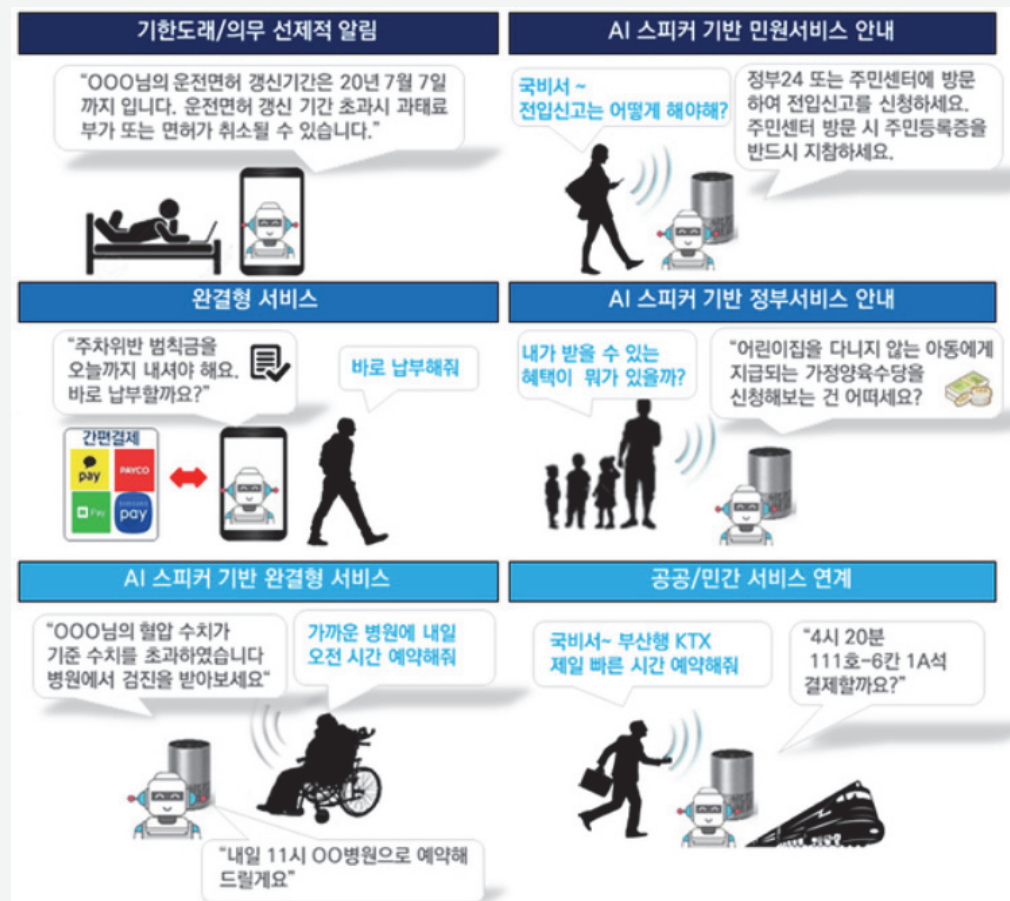 기한도래/의무 선제적 알림
"OOO님의 운전면허 갱신기간은 20년 7월 7일
까지 입니다. 운전면허 갱신 기간 초과시 과태료
부가 또는 면허가 취소될 수 있습니다."
AI 스피커 기반 민원서비스 안내
국비서 ~
전입신고는 어떻게 해야해?
정부24 또는 주민센터에 방문
하여 전입신고를 신청하세요.
주민센터 방문 시 주민등록증을
반드시 지참하세요.
완결형 서비스
"주차위반 범칙금을
오늘까지 내셔야 해요.
바로 납부할까요?"
바로 납부해줘
간편결제
pay
PAYCO
N Pay
SAMSUNG
pay
AI 스피커 기반 정부서비스 안내
내가 받을 수 있는
혜택이 뭐가 있을까?
"어린이집을 다니지 않는 아동에게
지급되는 가정양육수당을
신청해보는 건 어떠세요?
AI 스피커 기반 완결형 서비스
"OOO님의 혈압 수치가
기준 수치를 초과하였습니다
병원에서 검진을 받아보세요"
가까운 병원에 내일
오전 시간 예약해줘
"내일 11시 OO병원으로 예약해
드릴게요"
공공/민간 서비스 연계
국비서~ 부산행 KTX
제일 빠른 시간 예약해줘
"4시 20분
111호-6칸 1A석
결제할까요?"